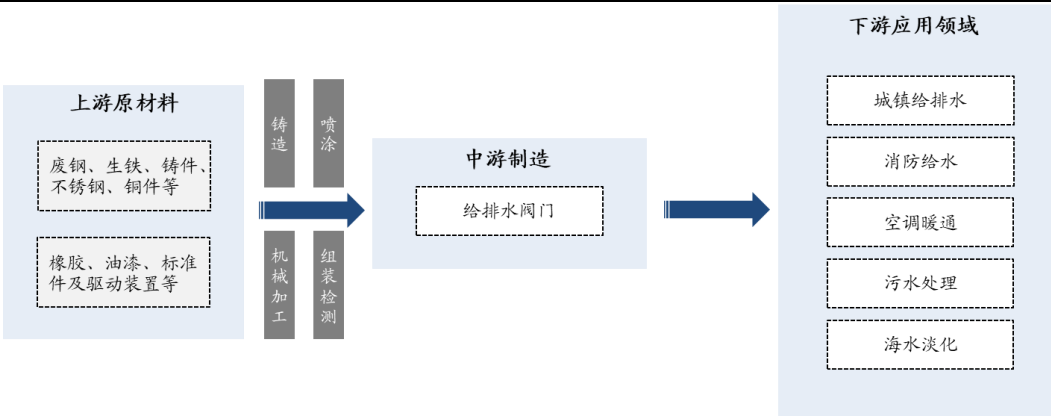 上游原材料
废钢、生铁、铸件、
不锈钢、铜件等
橡胶、油漆、标准
件及驱动装置等
铸造
喷涂
机械加工
组装检测
中游制造
给排水阀门
下游应用领域
城镇给排水
消防给水
空调暖通
污水处理
海水淡化